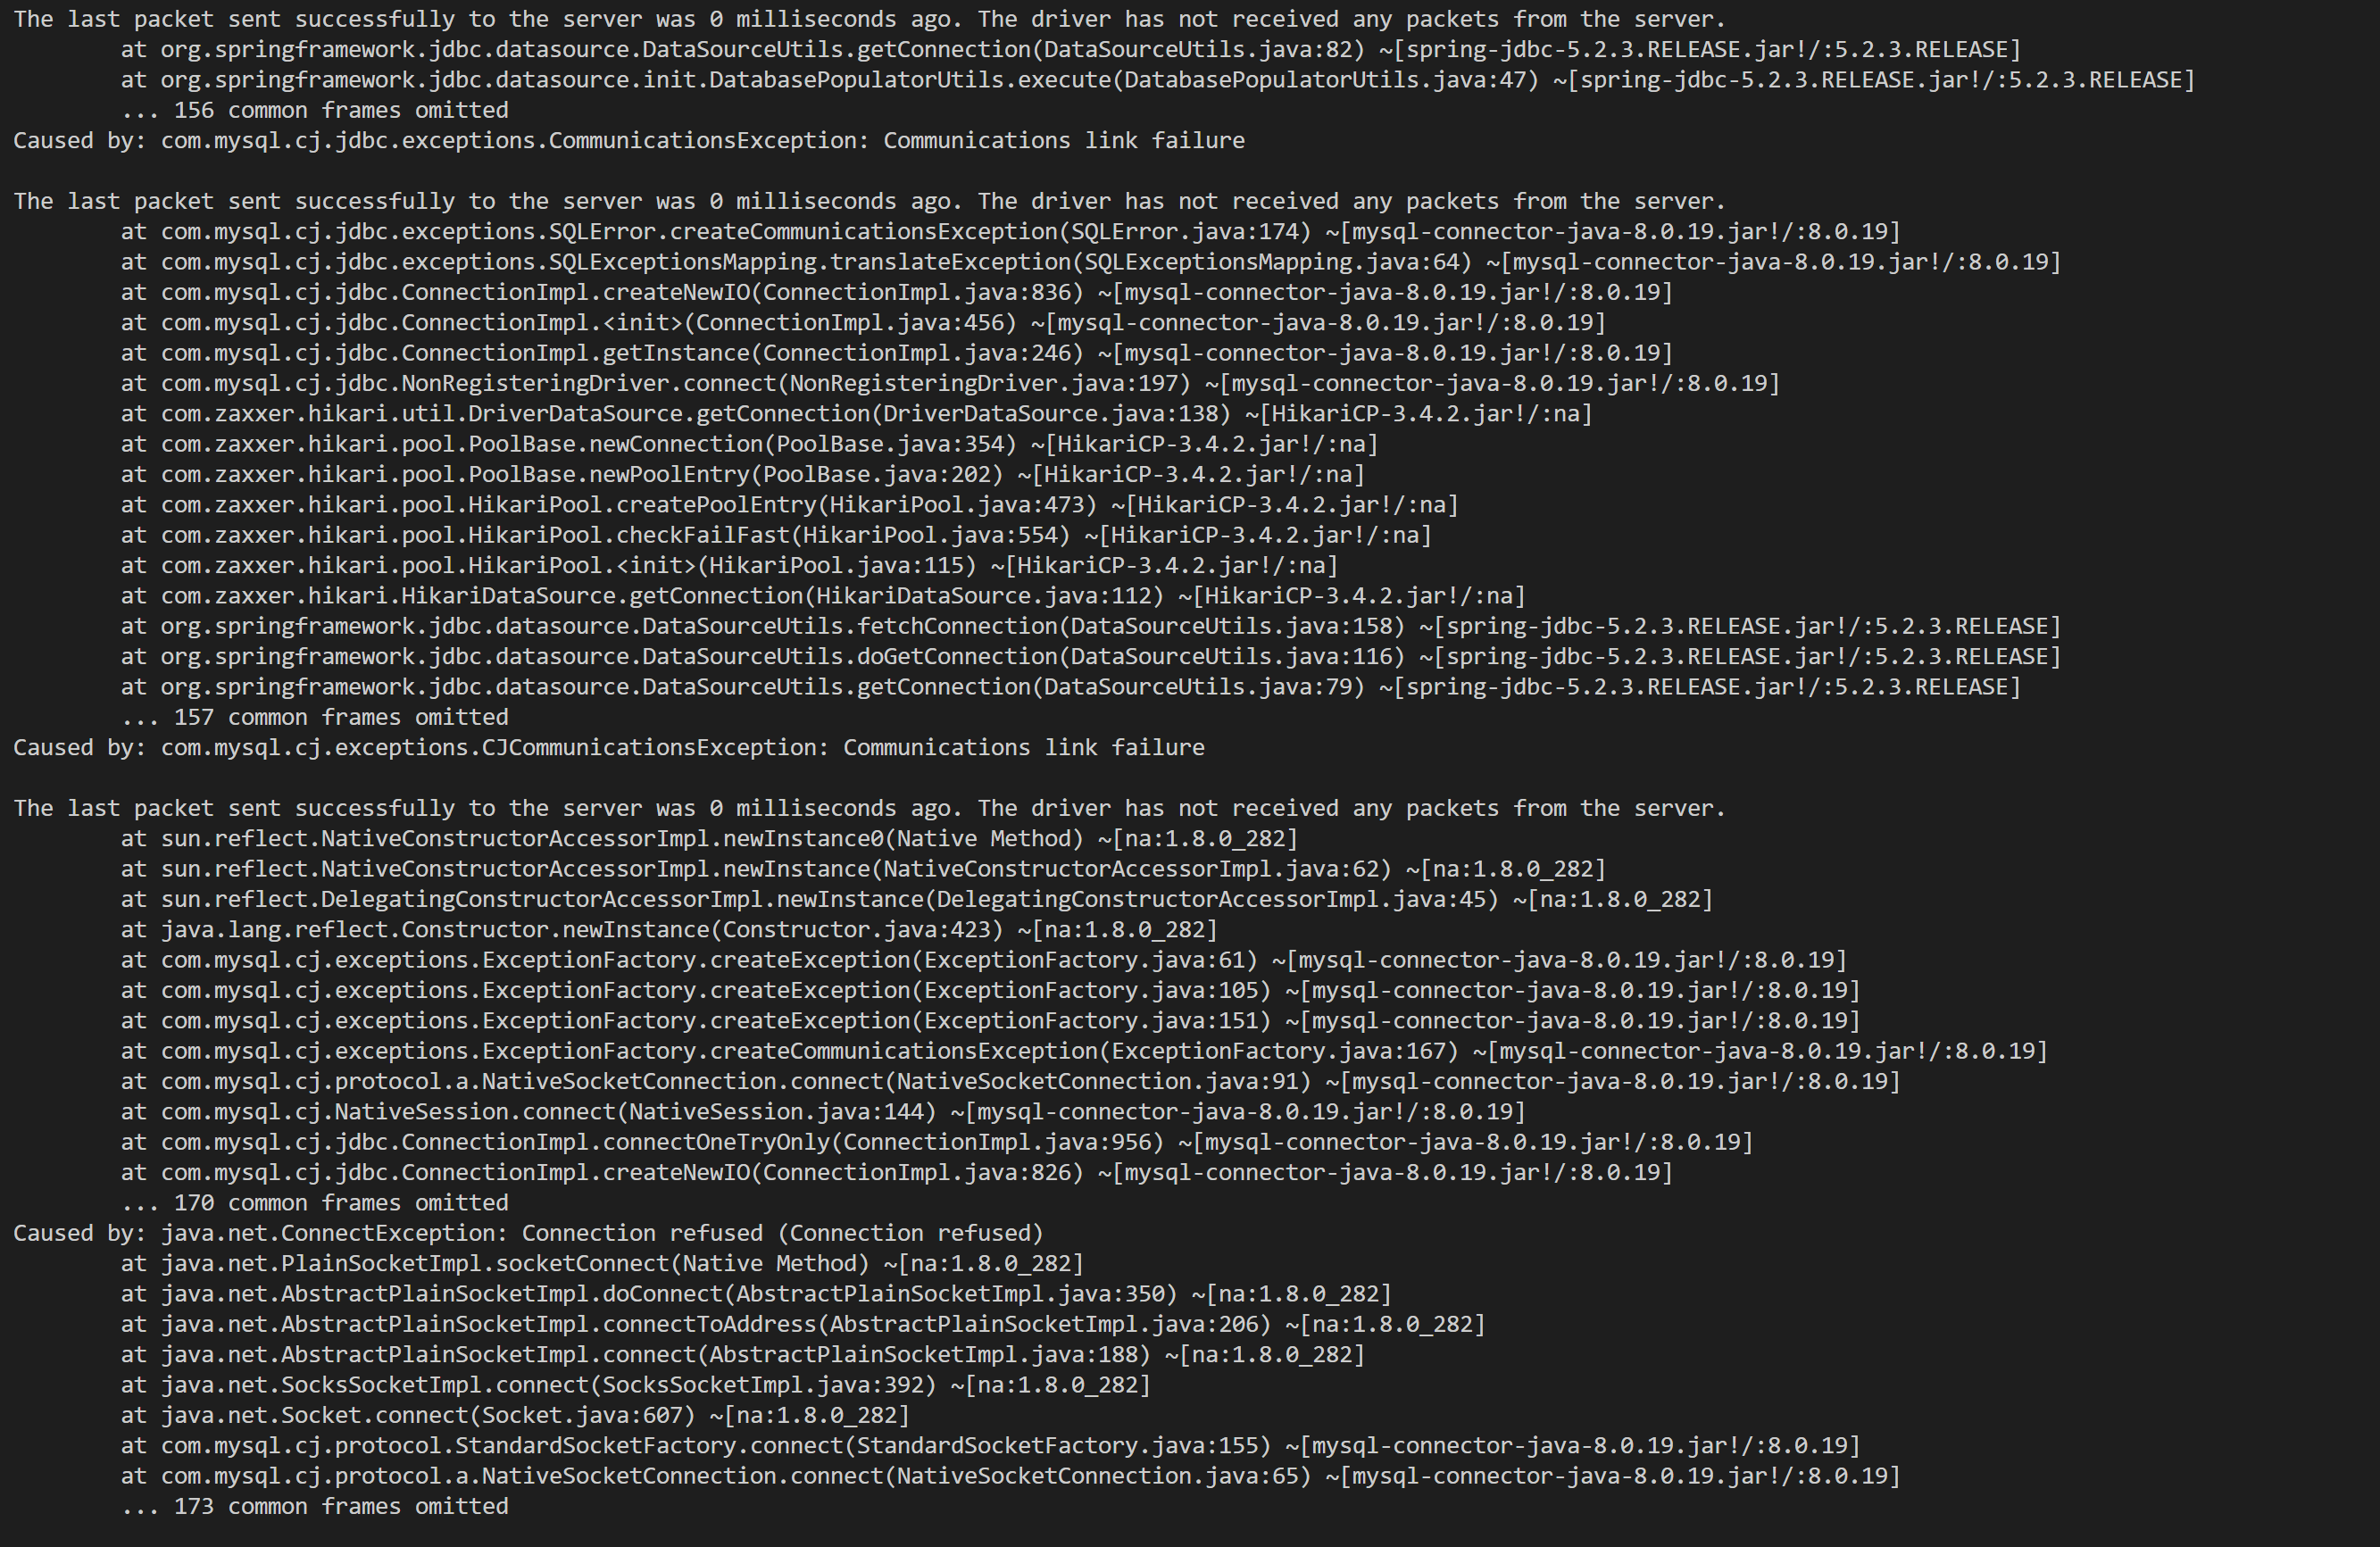 The last packet sent successfully to the server was 0 milliseconds ago. The driver has not received any packets from the server.
at org.springframework.jdbc.datasource.DataSourceUtils.getConnection(DataSourceUtils.java:82) ~[spring-jdbc-5.2.3.RELEASE.jar!/:5.2.3.RELEASE]
at org.springframework.jdbc.datasource.init.DatabasePopulatorUtils.execute(DatabasePopulatorUtils.java:47) ~[spring-jdbc-5.2.3.RELEASE.jar!/:5.2.3.RELEASE]
... 156 common frames omitted
Caused by: com.mysql.cj.jdbc.exceptions.CommunicationsException: Communications link failure
The last packet sent successfully to the server was 0 milliseconds ago. The driver has not received any packets from the server.
at com.mysql.cj.jdbc.exceptions.SQLError.createCommunicationsException(SQLError.java:174) ~[mysql-connector-java-8.0.19.jar!/:8.0.19]
at com.mysql.cj.jdbc.exceptions.SQLExceptionsMapping.translateException(SQLExceptionsMapping.java:64) ~[mysql-connector-java-8.0.19.jar!/:8.0.19]
at com.mysql.cj.jdbc.ConnectionImpl.createNewIO(ConnectionImpl.java:836) ~[mysql-connector-java-8.0.19.jar!/:8.0.19]
at com.mysql.cj.jdbc.ConnectionImpl.<init>(ConnectionImpl.java:456) ~[mysql-connector-java-8.0.19.jar!/:8.0.19]
at com.mysql.cj.jdbc.ConnectionImpl.getInstance(ConnectionImpl.java:246) ~[mysql-connector-java-8.0.19.jar!/:8.0.19]
at com.mysql.cj.jdbc.NonRegisteringDriver.connect(NonRegisteringDriver.java:197) ~[mysql-connector-java-8.0.19.jar!/:8.0.19]
at com.zaxxer.hikari.util.DriverDataSource.getConnection(DriverDataSource.java:138) ~[HikariCP-3.4.2.jar!/:na]
at com.zaxxer.hikari.pool.PoolBase.newConnection(PoolBase.java:354) ~[HikariCP-3.4.2.jar!/:na]
at com.zaxxer.hikari.pool.PoolBase.newPoolEntry(PoolBase.java:202) ~[HikariCP-3.4.2.jar!/:na]
at com.zaxxer.hikari.pool.HikariPool.createPoolEntry(HikariPool.java:473) ~[HikariCP-3.4.2.jar!/:na]
at com.zaxxer.hikari.pool.HikariPool.checkFailFast(HikariPool.java:554) ~[HikariCP-3.4.2.jar!/:na]
at com.zaxxer.hikari.pool.HikariPool.<init>(HikariPool.java:115) ~[HikariCP-3.4.2.jar!/:na]
at com.zaxxer.hikari.HikariDataSource.getConnection(HikariDataSource.java:112) ~[HikariCP-3.4.2.jar!/:na]
at org.springframework.jdbc.datasource.DataSourceUtils.fetchConnection(DataSourceUtils.java:158) ~[spring-jdbc-5.2.3.RELEASE.jar!/:5.2.3.RELEASE]
at org.springframework.jdbc.datasource.DataSourceUtils.doGetConnection(DataSourceUtils.java:116) ~[spring-jdbc-5.2.3.RELEASE.jar!/:5.2.3.RELEASE]
at org.springframework.jdbc.datasource.DataSourceUtils.getConnection(DataSourceUtils.java:79) ~[spring-jdbc-5.2.3.RELEASE.jar!/:5.2.3.RELEASE]
... 157 common frames omitted
Caused by: com.mysql.cj.exceptions.CJCommunicationsException: Communications link failure
The last packet sent successfully to the server was 0 milliseconds ago. The driver has not received any packets from the server.
at sun.reflect.NativeConstructorAccessorImpl.newInstance0(Native Method) ~[na:1.8.0_282]
at sun.reflect.NativeConstructorAccessorImpl.newInstance(NativeConstructorAccessorImpl.java:62) ~[na:1.8.0_282]
at sun.reflect.DelegatingConstructorAccessorImpl.newInstance(DelegatingConstructorAccessorImpl.java:45) ~[na:1.8.0_282]
at java.lang.reflect.Constructor.newInstance(Constructor.java:423) ~[na:1.8.0_282]
at com.mysql.cj.exceptions.ExceptionFactory.createException(ExceptionFactory.java:61) ~[mysql-connector-java-8.0.19.jar!/:8.0.19]
at com.mysql.cj.exceptions.ExceptionFactory.createException(ExceptionFactory.java:105) ~[mysql-connector-java-8.0.19.jar!/:8.0.19]
at com.mysql.cj.exceptions.ExceptionFactory.createException(ExceptionFactory.java:151) ~[mysql-connector-java-8.0.19.jar!/:8.0.19]
at com.mysql.cj.exceptions.ExceptionFactory.createCommunicationsException(ExceptionFactory.java:167) ~[mysql-connector-java-8.0.19.jar!/:8.0.19]
at com.mysql.cj.protocol.a.NativeSocketConnection.connect(NativeSocketConnection.java:91) ~[mysql-connector-java-8.0.19.jar!/:8.0.19]
at com.mysql.cj.NativeSession.connect(NativeSession.java:144) ~[mysql-connector-java-8.0.19.jar!/:8.0.19]
at com.mysql.cj.jdbc.ConnectionImpl.connectOneTryOnly(ConnectionImpl.java:956) ~[mysql-connector-java-8.0.19.jar!/:8.0.19]
at com.mysql.cj.jdbc.ConnectionImpl.createNewIO(ConnectionImpl.java:826) ~[mysql-connector-java-8.0.19.jar!/:8.0.19]
... 170 common frames omitted
Caused by: java.net.ConnectException: Connection refused (Connection refused)
at java.net.PlainSocketImpl.socketConnect(Native Method) ~[na:1.8.0_282]
at java.net.AbstractPlainSocketImpl.doConnect(AbstractPlainSocketImpl.java:350) ~[na:1.8.0_282]
at java.net.AbstractPlainSocketImpl.connectToAddress(AbstractPlainSocketImpl.java:206) ~[na:1.8.0_282]
at java.net.AbstractPlainSocketImpl.connect(AbstractPlainSocketImpl.java:188) ~[na:1.8.0_282]
at java.net.SocksSocketImpl.connect(SocksSocketImpl.java:392) ~[na:1.8.0_282]
at java.net.Socket.connect(Socket.java:607) ~[na:1.8.0_282]
at com.mysql.cj.protocol.StandardSocketFactory.connect(StandardSocketFactory.java:155) ~[mysql-connector-java-8.0.19.jar!/:8.0.19]
at com.mysql.cj.protocol.a.NativeSocketConnection.connect(NativeSocketConnection.java:65) ~[mysql-connector-java-8.0.19.jar!/:8.0.19]
... 173 common frames omitted